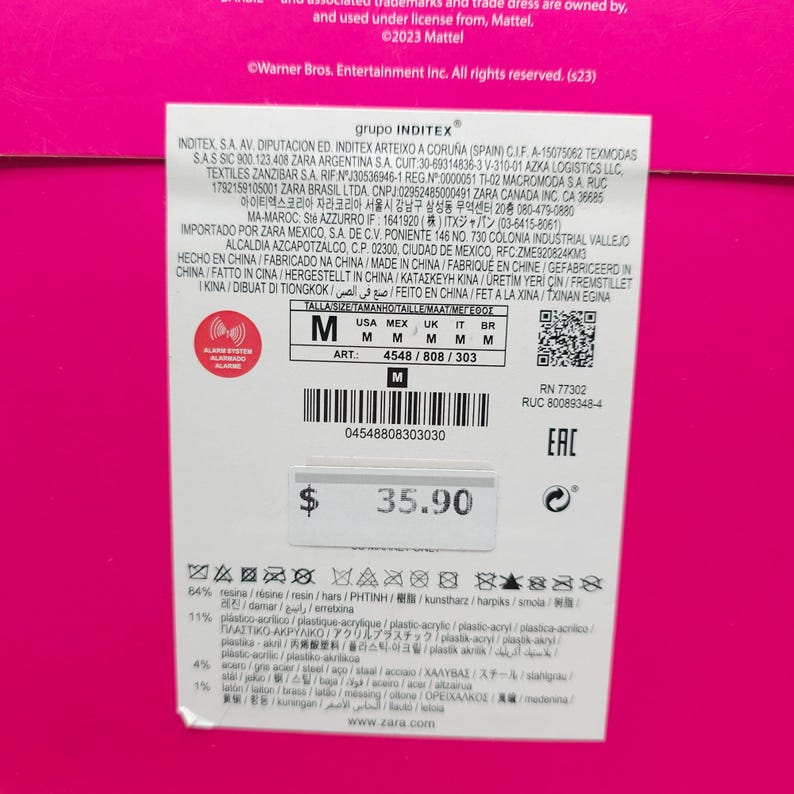 and associated trademarks and trade dress are owned by,
and used under license from, Mattel.
©2023 Mattel
©Warner Bros. Entertainment Inc. All rights reserved. (s23)
grupo INDITEX®
INDITEX, S.A. AV. DIPUTACION ED. INDITEX ARTEIXO A CORUÑA (SPAIN) C.I.F. A-15075062 TEXMODAS
S.A.S SIC 900.123.408 ZARA ARGENTINA S.A. CUIT:30-69314836-3 V-310-01 AZKA LOGISTICS LLC,
TEXTILES ZANZIBAR S.A. RIF:NºJ30536946-1 REG.Nº:0000051 TI-02 MACROMODA S.A. RUC
1792159105001 ZARA BRASIL LTDA. CNPJ:02952485000491 ZARA CANADA INC. CA 36685
아이티엑스코리아 자라코리아 서울시 강남구 삼성동 무역센터 20층 080-479-0880
MA-MAROC: Sté AZZURRO IF : 1641920 ( 株 ) ITXジャパン (03-6415-8061)
IMPORTADO POR ZARA MEXICO, S.A. DE C.V. PONIENTE 146 NO. 730 COLONIA INDUSTRIAL VALLEJO
ALCALDIA AZCAPOTZALCO, C.P. 02300, CIUDAD DE MEXICO, RFC:ZME920824KM3
HECHO EN CHINA / FABRICADO NA CHINA / MADE IN CHINA / FABRIQUÉ EN CHINE / GEFABRICEERD IN
CHINA / FATTO IN CINA / HERGESTELLT IN CHINA / ΚΑΤΑΣΚΕΥΗ ΚΙΝΑ / ÜRETİM YERİ ÇİN / FREMSTILLET
I KINA / DIBUAT DI TIONGKOK / صنع في الصين / FEITO EN CHINA / FET A LA XINA / TXINAN EGINA
TALLA/SIZE/TAMANHO/TAILLE/MAAT/ΜΕΓΕΘΟΣ
M USA MEX UK IT BR
M M M M M
ART.: 4548 / 808 / 303
M
ALARM SYSTEM
ALARMADO
ALARME
RN 77302
RUC 80089348-4
04548808303030
EAC
$ 35.90
84% resina / résine / resin / hars / ΡΗΤΙΝΗ / 樹脂 / kunstharz / harpiks / smola / 树脂 /
레진 / damar / راتينج / erretxina
11% plástico-acrílico / plastique-acrylique / plastic-acrylic / plastic-acryl / plastica-acrilico /
ΠΛΑΣΤΙΚΟ-ΑΚΡΥΛΙΚΟ / アクリルプラスチック / plastik-acryl / plastik-akryl /
plastika - akril / 丙烯酸塑料 / 플라스틱-아크릴 / plastik akrilik / بلاستيك أكريليك /
plàstic-acrílic / plastiko-akrilikoa
4% acero / gris acier / steel / aço / staal / acciaio / ΧΑΛΥΒΑΣ / スチール / stahlgrau /
stål / jeklo / 钢 / 스틸 / baja / فولاذ / aceiro / acer / altzairua
1% latón / laiton / brass / latão / messing / ottone / ΟΡΕΙΧΑΛΚΟΣ / 真鍮 / medenina /
黄铜 / 황동 / kuningan / النحاس الأصفر / llautó / letoia
www.zara.com